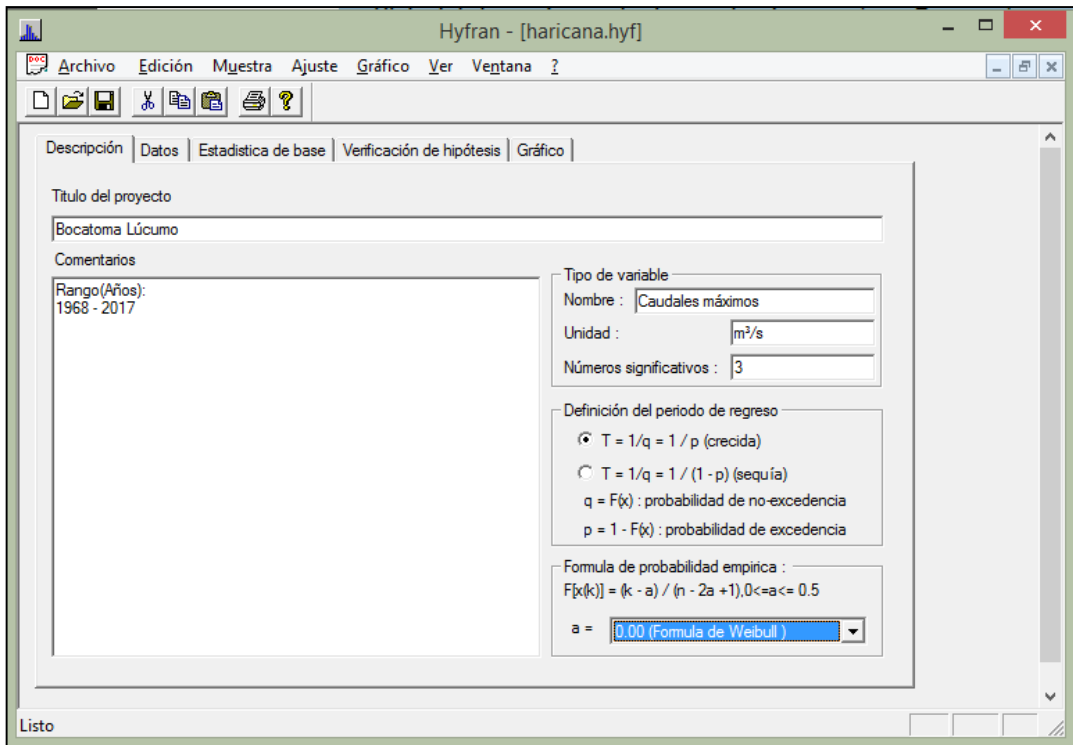 Hyfran - [haricana.hyf]
Archivo Edición Muestra Ajuste Gráfico Ver Ventana ?
Descripción Datos Estadistica de base Verificación de hipótesis Gráfico
Titulo del proyecto
Bocatoma Lúcumo
Comentarios
Rango(Años):
1968 - 2017
Tipo de variable
Nombre : Caudales máximos
Unidad : m³/s
Números significativos : 3
Definición del periodo de regreso
T = 1/q = 1 / p (crecida)
T = 1/q = 1 / (1 - p) (sequía)
q = F(x) : probabilidad de no-excedencia
p = 1 - F(x) : probabilidad de excedencia
Formula de probabilidad empirica :
F[x(k)] = (k - a) / (n - 2a +1),0<=a<= 0.5
a = 0.00 (Formula de Weibull )
Listo